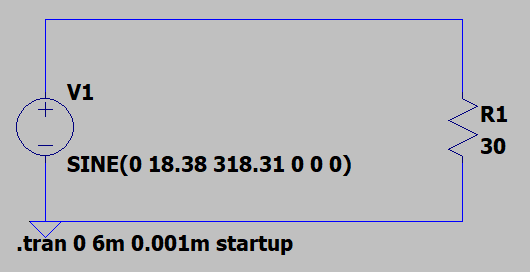 V1
R1
30
SINE(0 18.38 318.31 0 0 0)
.tran 0 6m 0.001m startup